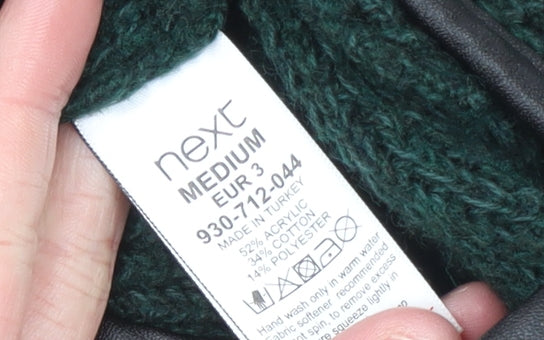 next
MEDIUM
EUR 3
930-712-044
MADE IN TURKEY
52% ACRYLIC
34% COTTON
14% POLYESTER
Hand wash only in warm water
Fabric softener recommended
spin, to remove excess
squeeze lightly in